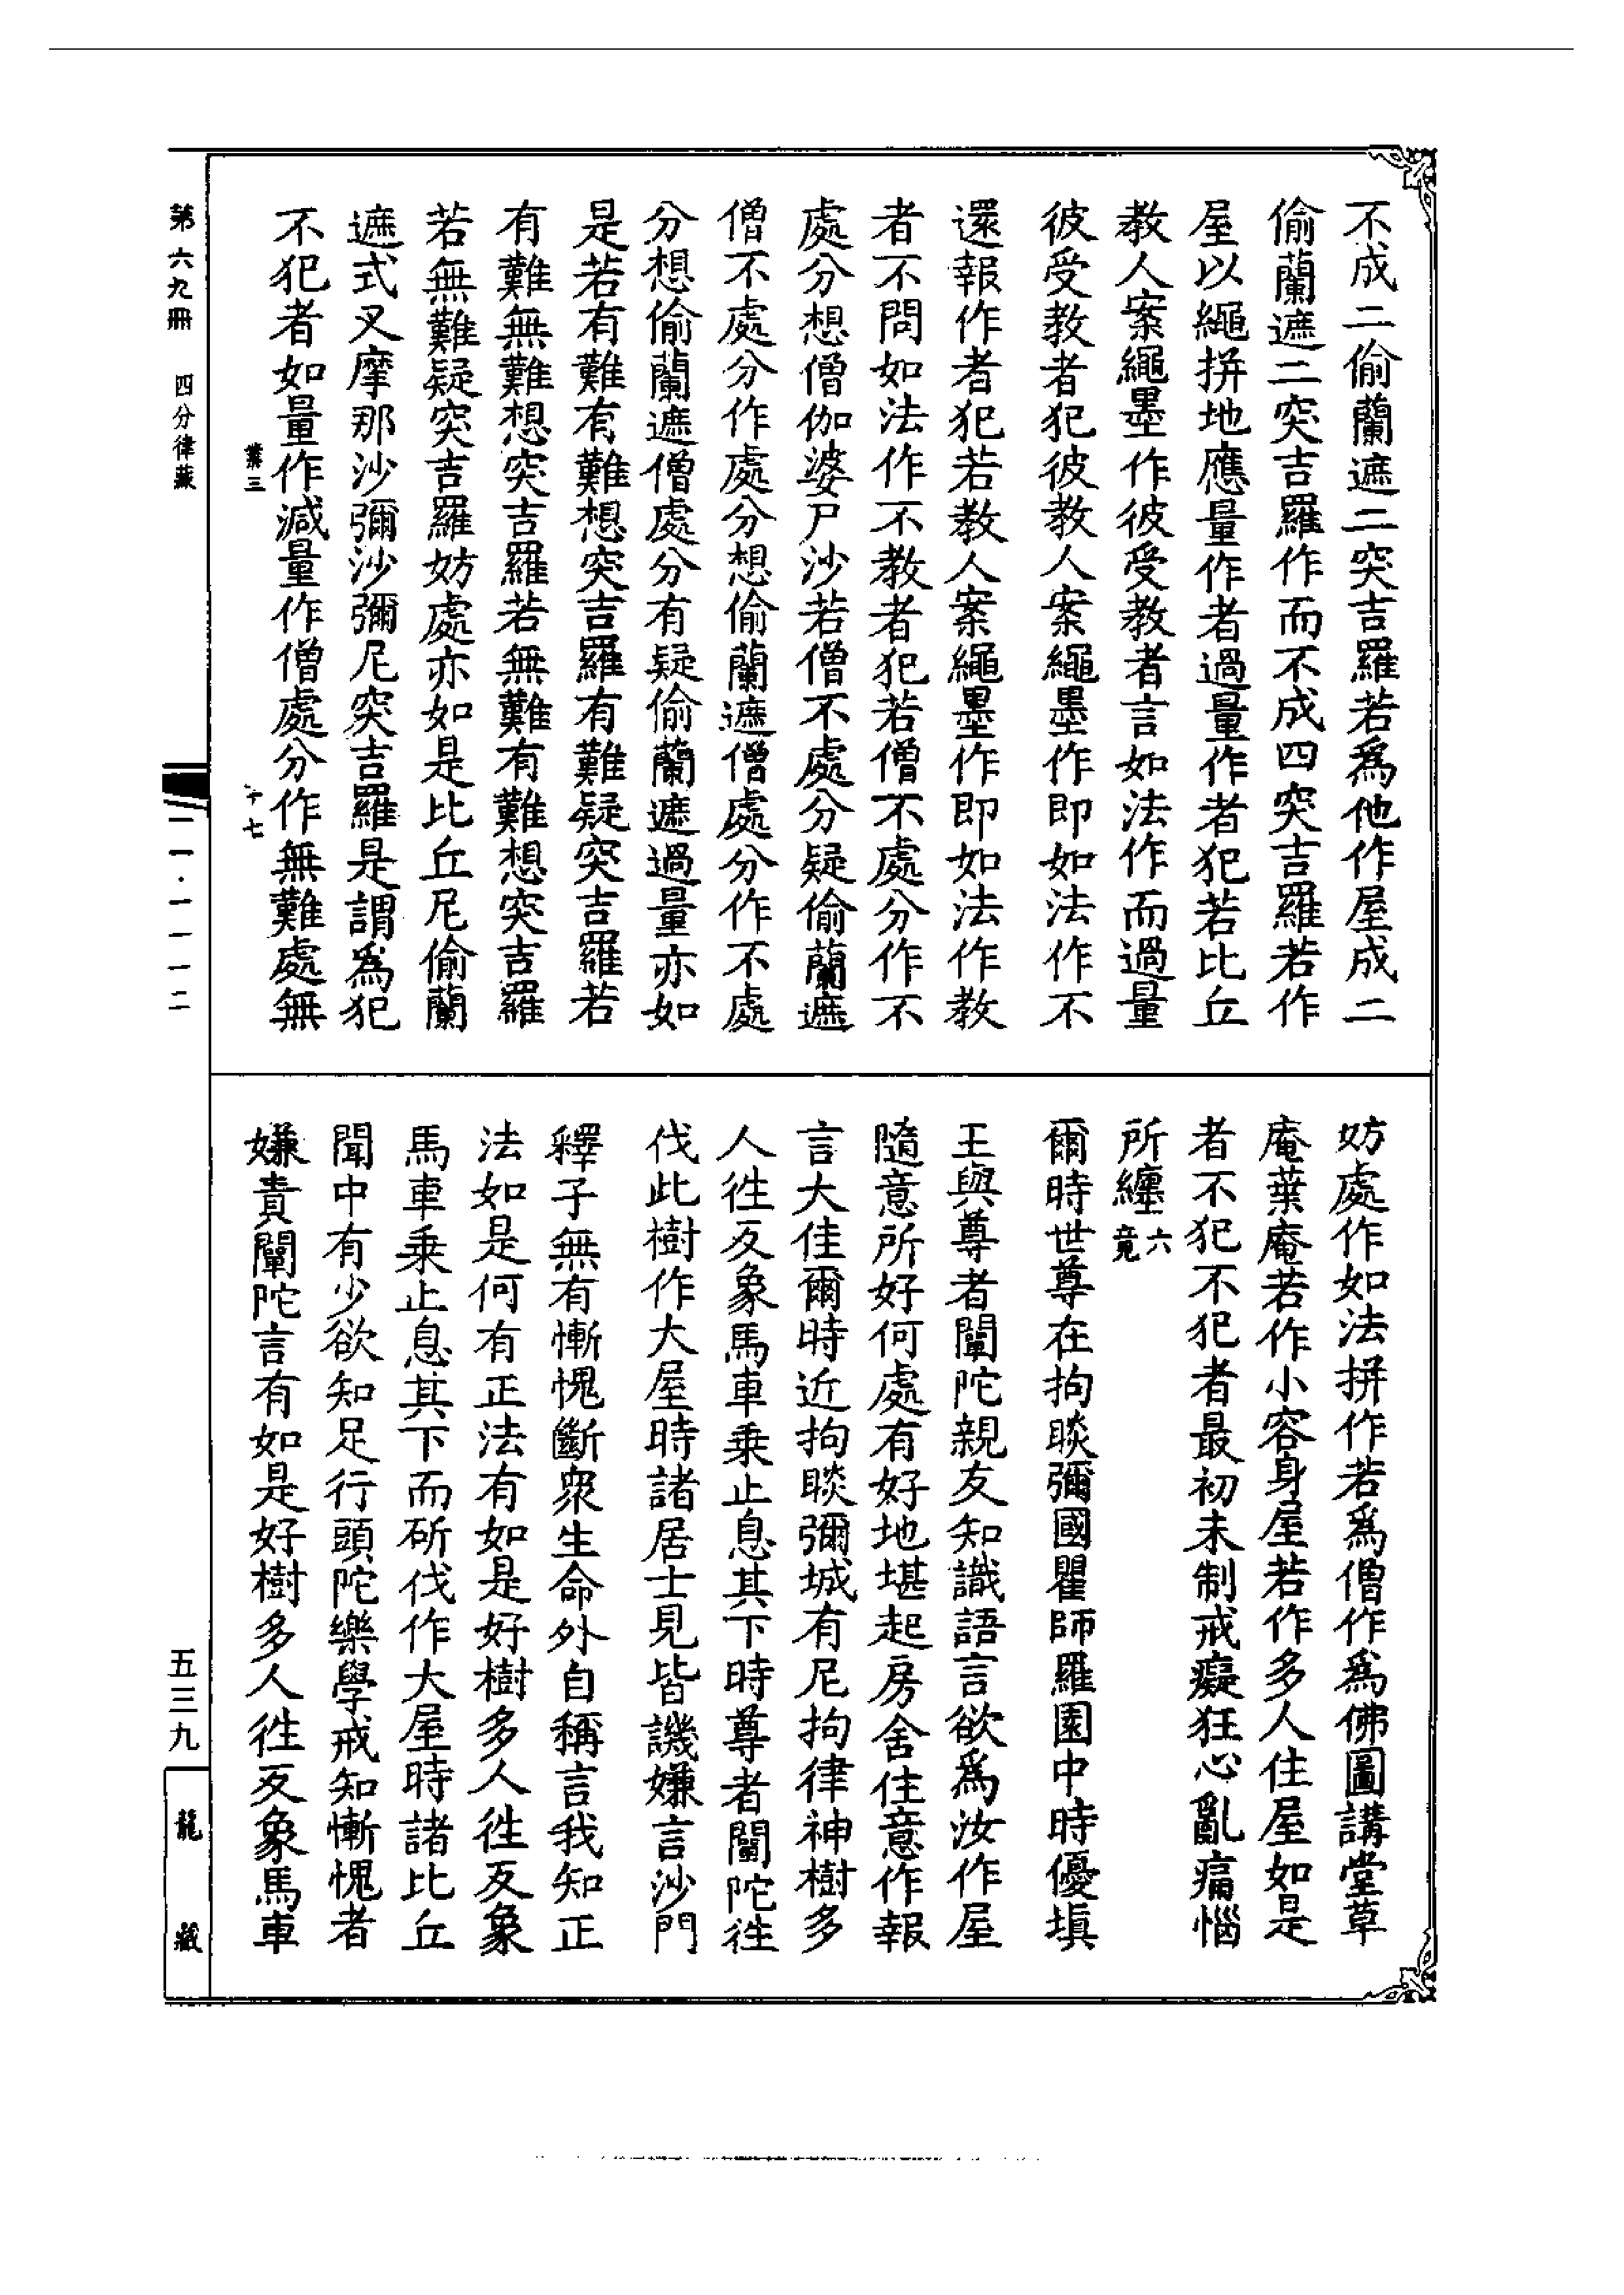 不成二偷蘭遮二突吉羅若爲他作屋成二
偷蘭遮二突吉羅作而不成四突吉羅若作
屋以繩拼地應量作者過量作者犯若比丘
教人案繩墨作彼受教者言如法作而過量
彼受教者犯彼教人案繩墨作即如法作不
還報作者犯若教人案繩墨作即如法作教
者不問如法作不教者犯若僧不處分作不
處分想僧伽婆尸沙若僧不處分疑偷蘭遮
僧不處分作處分想偷蘭遮僧處分作不處
分想偷蘭遮僧處分有疑偷蘭遮過量亦如
是若有難有難想突吉羅有難疑突吉羅若
有難無難想突吉羅若無難有難想突吉羅
若無難疑突吉羅妨處亦如是比丘尼偷蘭
遮式叉摩那沙彌沙彌尼突吉羅是謂爲犯
不犯者如量作減量作僧處分作無難處無
業三 十七
妨處作如法拼作若爲僧作爲佛圖講堂草
庵葉庵若作小容身屋若作多人住屋如是
者不犯不犯者最初未制戒癡狂心亂痛惱
所纏六竟
爾時世尊在拘睒彌國瞿師羅園中時優填
王與尊者闡陀親友知識語言欲爲汝作屋
隨意所好何處有好地堪起房舍住意作報
言大佳爾時近拘睒彌城有尼拘律神樹多
人徃反象馬車乘止息其下時尊者闡陀徃
伐此樹作大屋時諸居士見皆譏嫌言沙門
釋子無有慚愧斷衆生命外自稱言我知正
法如是何有正法有如是好樹多人徃反象
馬車乘止息其下而斫伐作大屋時諸比丘
聞中有少欲知足行頭陀樂學戒知慚愧者
嫌責闡陀言有如是好樹多人徃反象馬車
第六九冊 四分律藏
一一一·一一一二
五三九
龍藏